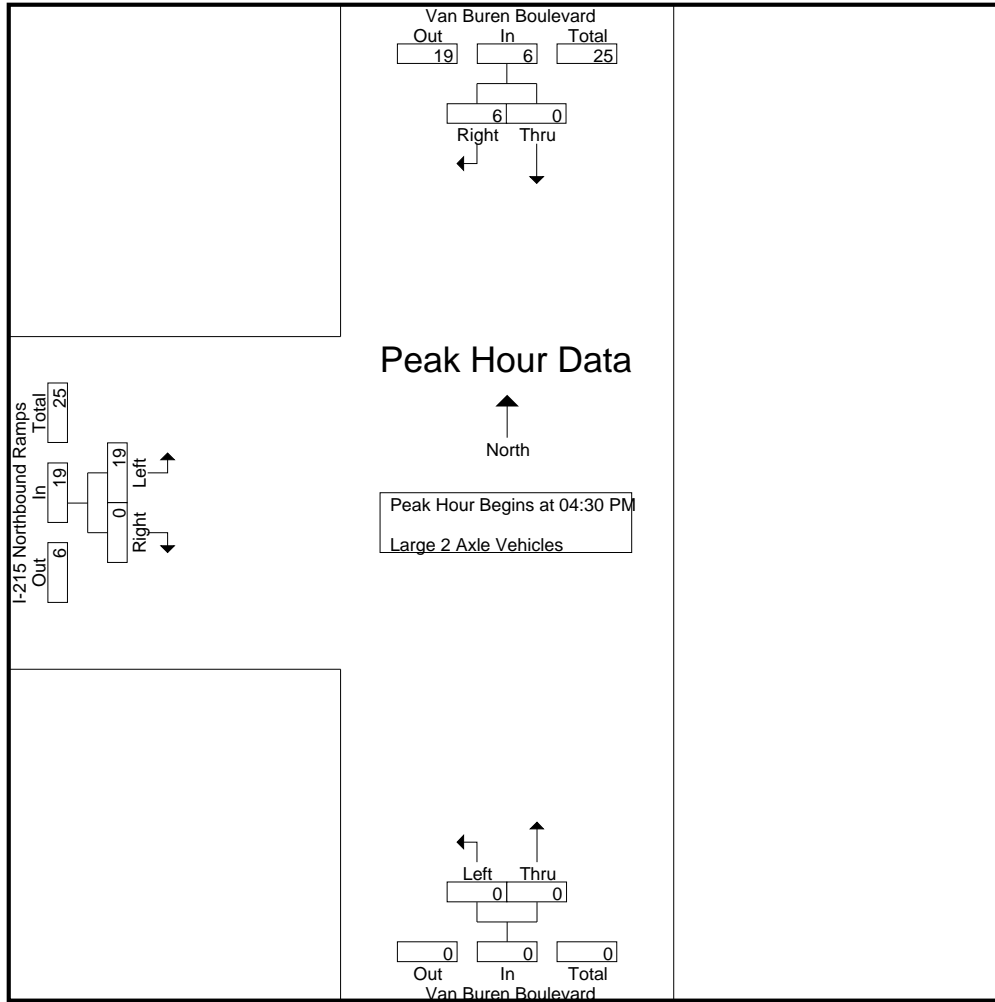 Van Buren Boulevard
Out In Total
19 6 25
6 0
Right Thru
Peak Hour Data
North
Peak Hour Begins at 04:30 PM
Large 2 Axle Vehicles
I-215 Northbound Ramps
Total In Out
25 19 6
19 0
Left Right
Left Thru
0 0
0 0 0
Out In Total
Van Buren Boulevard